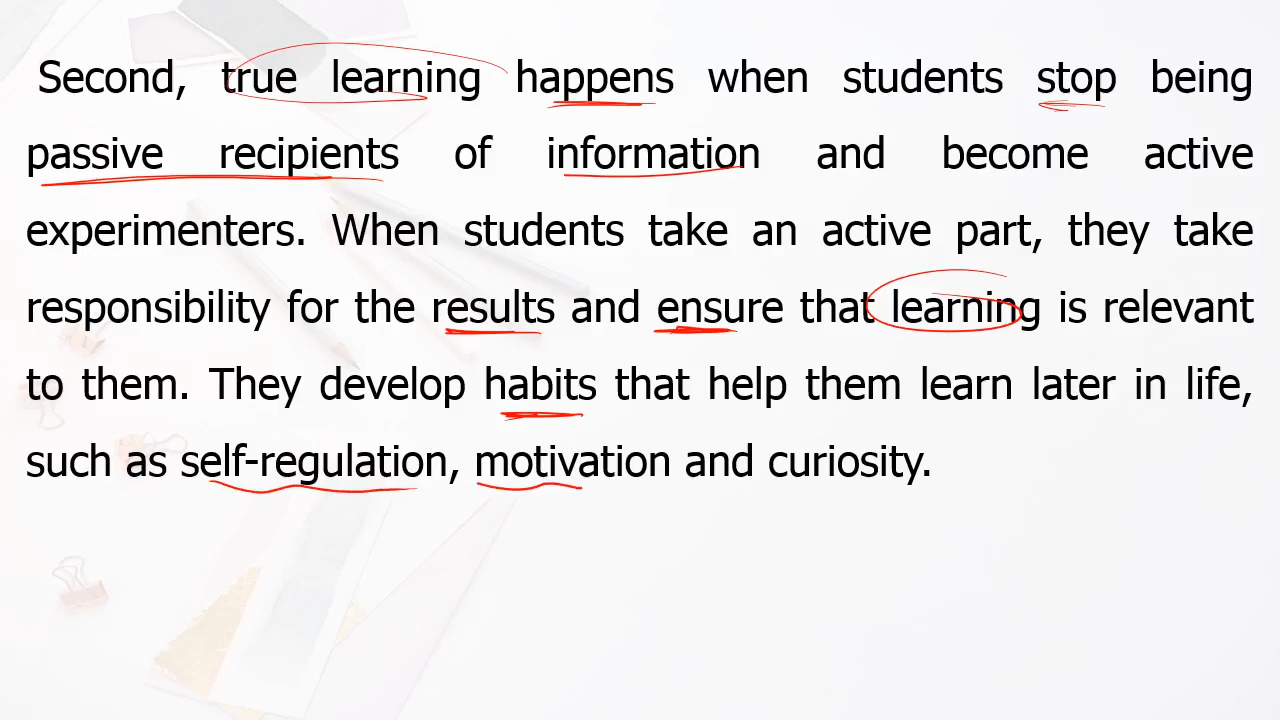 Second, true learning happens when students stop being
passive recipients of information and become active
experimenters. When students take an active part, they take
responsibility for the results and ensure that learning is relevant
to them. They develop habits that help them learn later in life,
such as self-regulation, motivation and curiosity.